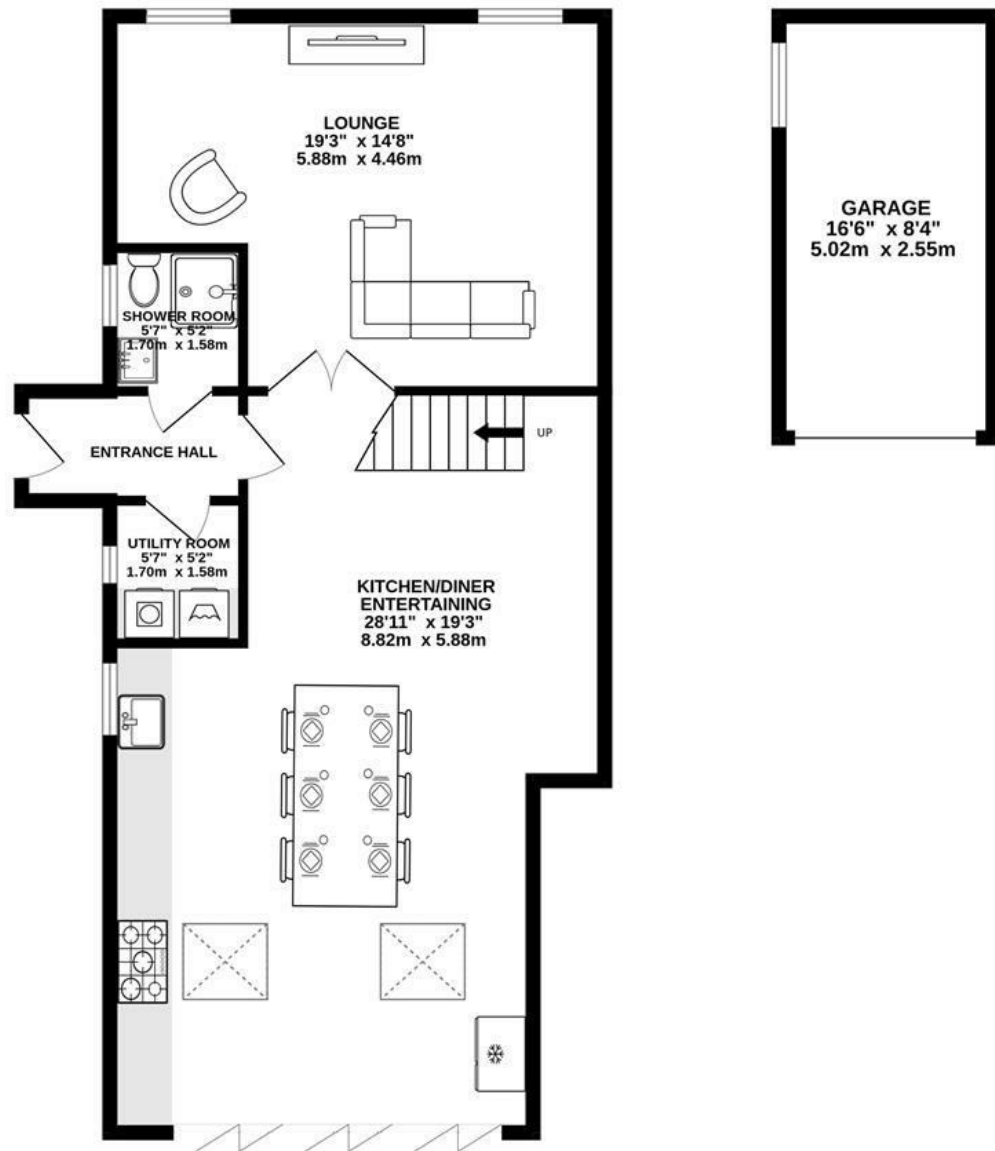 LOUNGE
19'3" x 14'8"
5.88m x 4.46m
GARAGE
16'6" x 8'4"
5.02m x 2.55m
SHOWER ROOM
5'7" x 5'2"
1.70m x 1.58m
ENTRANCE HALL
UP
UTILITY ROOM
5'7" x 5'2"
1.70m x 1.58m
KITCHEN/DINER
ENTERTAINING
28'11" x 19'3"
8.82m x 5.88m